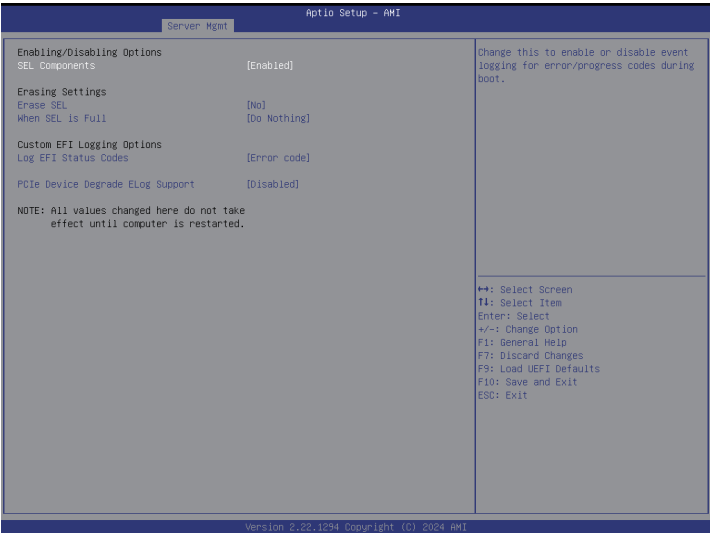 Aptio Setup – AMI
Server Mgmt
Enabling/Disabling Options
SEL Components [Enabled]
Erasing Settings
Erase SEL [No]
When SEL is Full [Do Nothing]
Custom EFI Logging Options
Log EFI Status Codes [Error code]
PCIe Device Degrade ELog Support [Disabled]
NOTE: All values changed here do not take
effect until computer is restarted.
Change this to enable or disable event
logging for error/progress codes during
boot.
↔: Select Screen
↑↓: Select Item
Enter: Select
+/-: Change Option
F1: General Help
F7: Discard Changes
F9: Load UEFI Defaults
F10: Save and Exit
ESC: Exit
Version 2.22.1294 Copyright (C) 2024 AMI